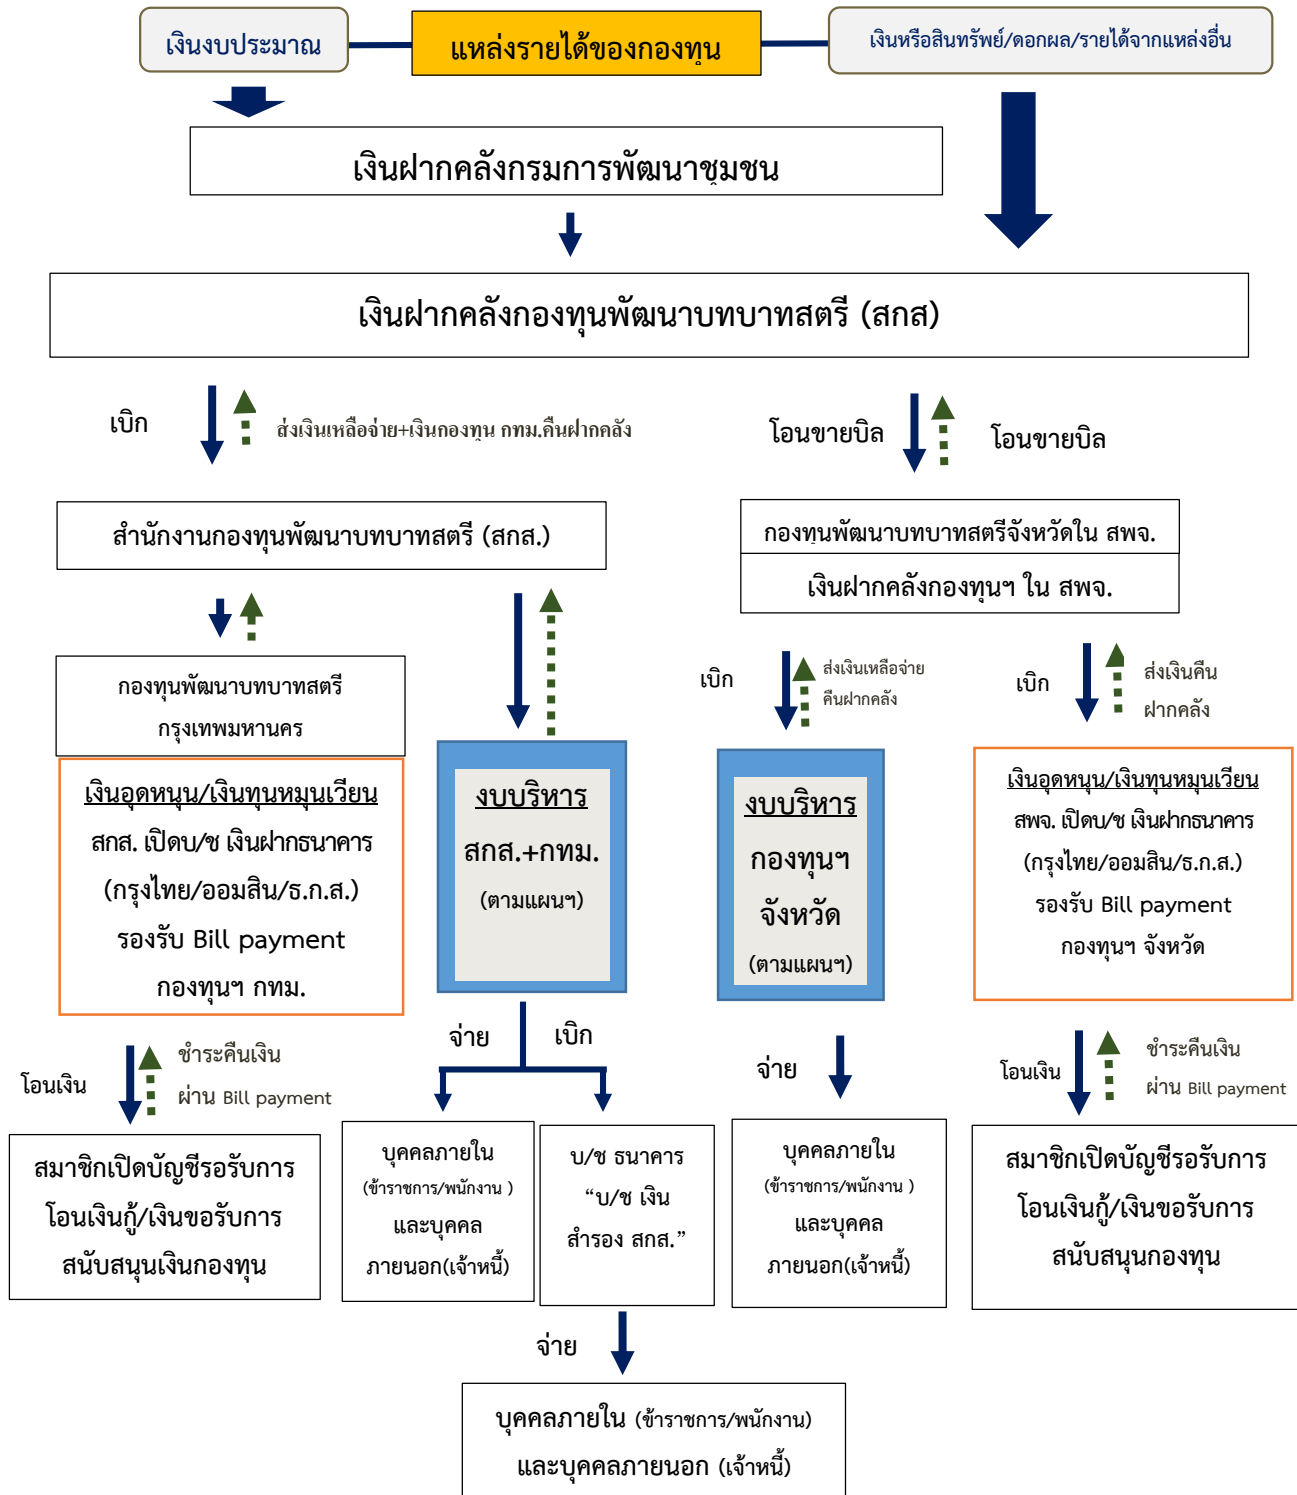 เงินงบประมาณ
แหล่งรายได้ของกองทุน
เงินหรือสินทรัพย์/ดอกผล/รายได้จากแหล่งอื่น
เงินฝากคลังกรมการพัฒนาชุมชน
เงินฝากคลังกองทุนพัฒนาบทบาทสตรี (สกส)
เบิก
ส่งเงินเหลือจ่าย+เงินกองทุน กทม.คืนฝากคลัง
โอนขายบิล
โอนขายบิล
สำนักงานกองทุนพัฒนาบทบาทสตรี (สกส.)
กองทุนพัฒนาบทบาทสตรีจังหวัดใน สพจ.
เงินฝากคลังกองทุนฯ ใน สพจ.
กองทุนพัฒนาบทบาทสตรี
กรุงเทพมหานคร
เบิก
ส่งเงินเหลือจ่าย
คืนฝากคลัง
เบิก
ส่งเงินคืน
ฝากคลัง
เงินอุดหนุน/เงินทุนหมุนเวียน
สกส. เปิดบ/ช เงินฝากธนาคาร
(กรุงไทย/ออมสิน/ธ.ก.ส.)
รองรับ Bill payment
กองทุนฯ กทม.
งบบริหาร
สกส.+กทม.
(ตามแผนฯ)
งบบริหาร
กองทุนฯ
จังหวัด
(ตามแผนฯ)
เงินอุดหนุน/เงินทุนหมุนเวียน
สพจ. เปิดบ/ช เงินฝากธนาคาร
(กรุงไทย/ออมสิน/ธ.ก.ส.)
รองรับ Bill payment
กองทุนฯ จังหวัด
โอนเงิน
ชำระคืนเงิน
ผ่าน Bill payment
จ่าย
เบิก
จ่าย
โอนเงิน
ชำระคืนเงิน
ผ่าน Bill payment
สมาชิกเปิดบัญชีรอรับการ
โอนเงินกู้/เงินขอรับการ
สนับสนุนเงินกองทุน
บุคคลภายใน
(ข้าราชการ/พนักงาน )
และบุคคล
ภายนอก(เจ้าหนี้)
บ/ช ธนาคาร
“บ/ช เงิน
สำรอง สกส.”
บุคคลภายใน
(ข้าราชการ/พนักงาน )
และบุคคล
ภายนอก(เจ้าหนี้)
สมาชิกเปิดบัญชีรอรับการ
โอนเงินกู้/เงินขอรับการ
สนับสนุนกองทุน
จ่าย
บุคคลภายใน (ข้าราชการ/พนักงาน)
และบุคคลภายนอก (เจ้าหนี้)